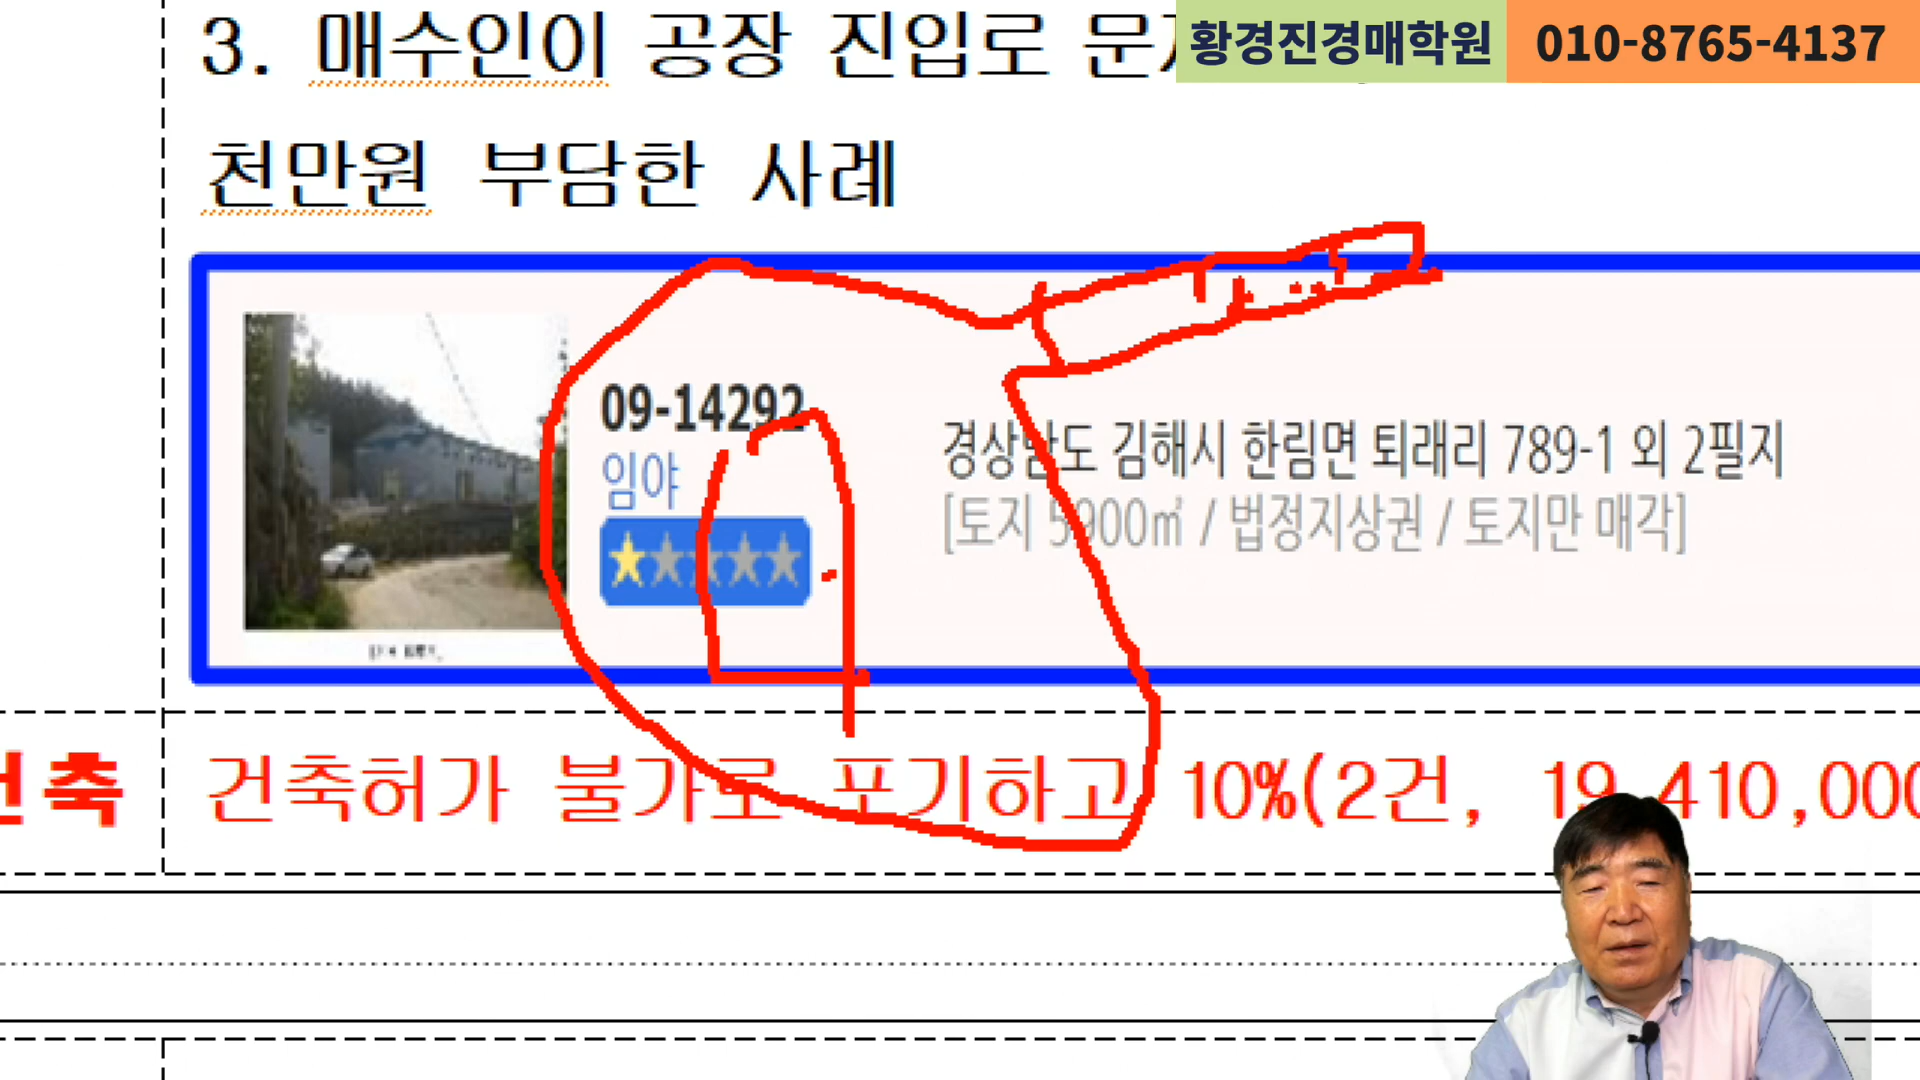 3. 매수인이 공장 진입로
황경진경매학원 010-8765-4137
천만원 부담한 사례
09-14292
임야
경상남도 김해시 한림면 퇴래리 789-1 외 2필지
[토지 5900㎡ / 법정지상권 / 토지만 매각]
건축
건축허가 불가로 포기하고 10%(2건, 19,410,000